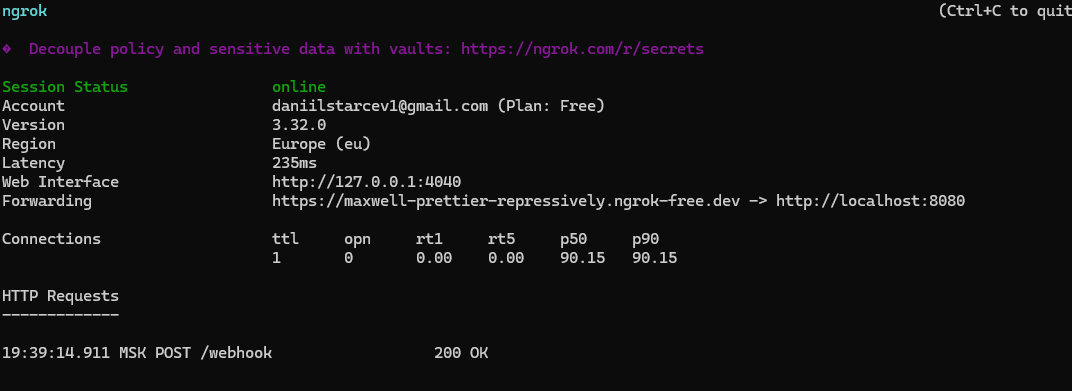 ngrok (Ctrl+C to quit
� Decouple policy and sensitive data with vaults: https://ngrok.com/r/secrets
Session Status online
Account daniilstarcev1@gmail.com (Plan: Free)
Version 3.32.0
Region Europe (eu)
Latency 235ms
Web Interface http://127.0.0.1:4040
Forwarding https://maxwell-prettier-repressively.ngrok-free.dev -> http://localhost:8080
Connections ttl opn rt1 rt5 p50 p90
1 0 0.00 0.00 90.15 90.15
HTTP Requests
-------------
19:39:14.911 MSK POST /webhook 200 OK